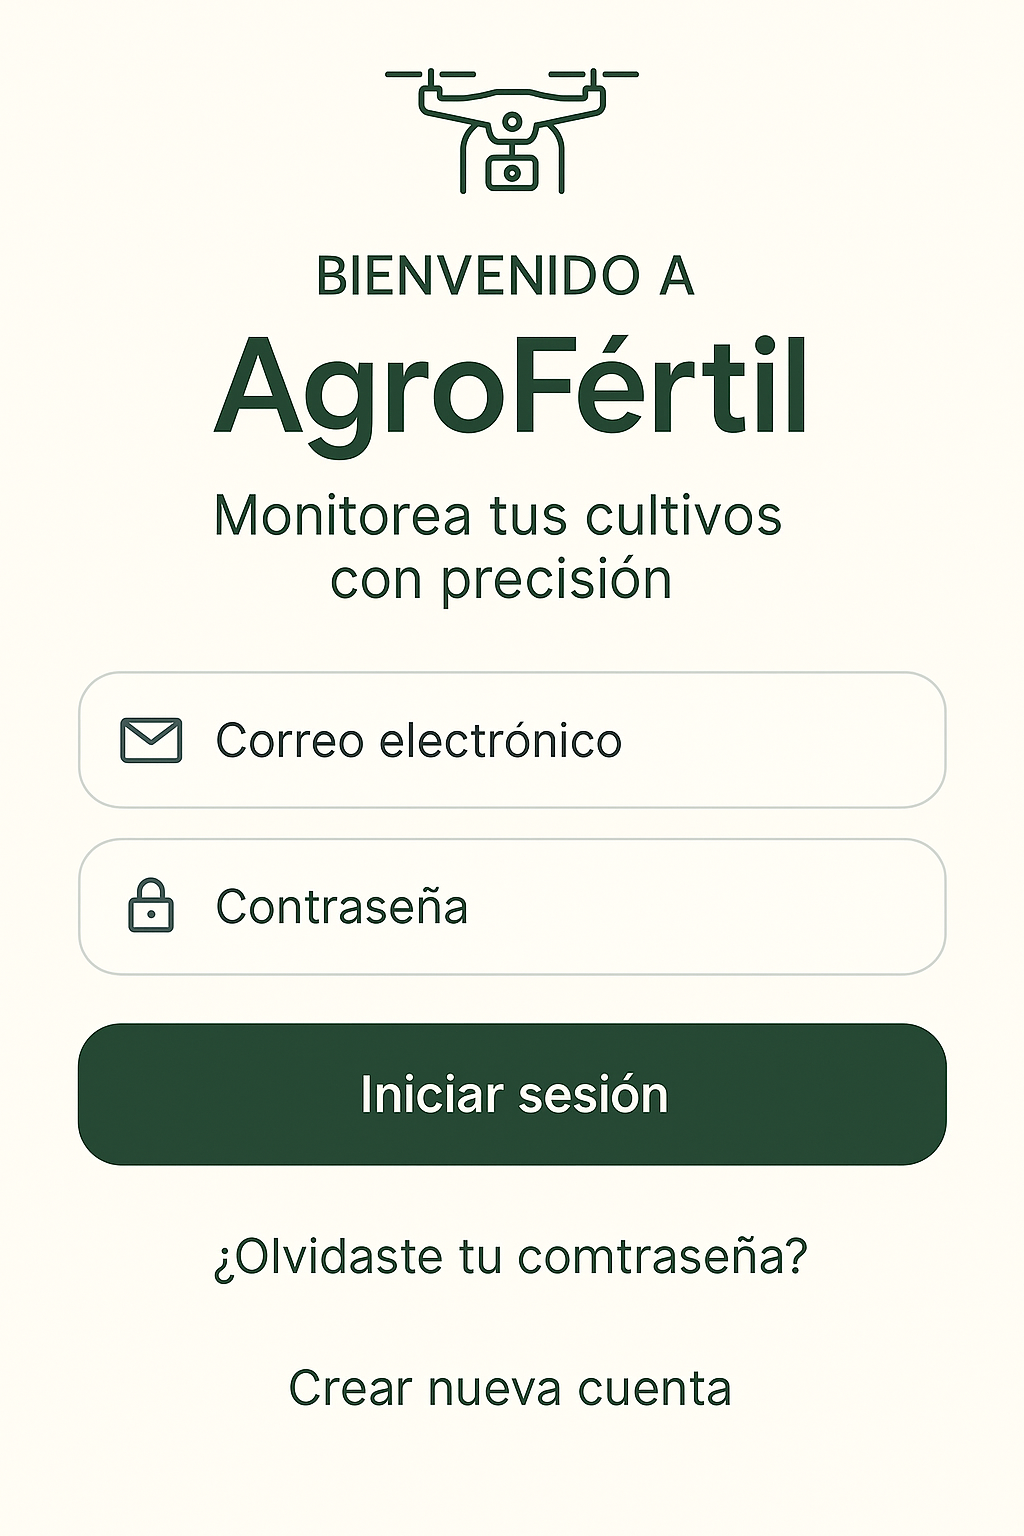 BIENVENIDO A
AgroFértil
Monitorea tus cultivos
con precisión
Correo electrónico
Contraseña
Iniciar sesión
¿Olvidaste tu comtraseña?
Crear nueva cuenta